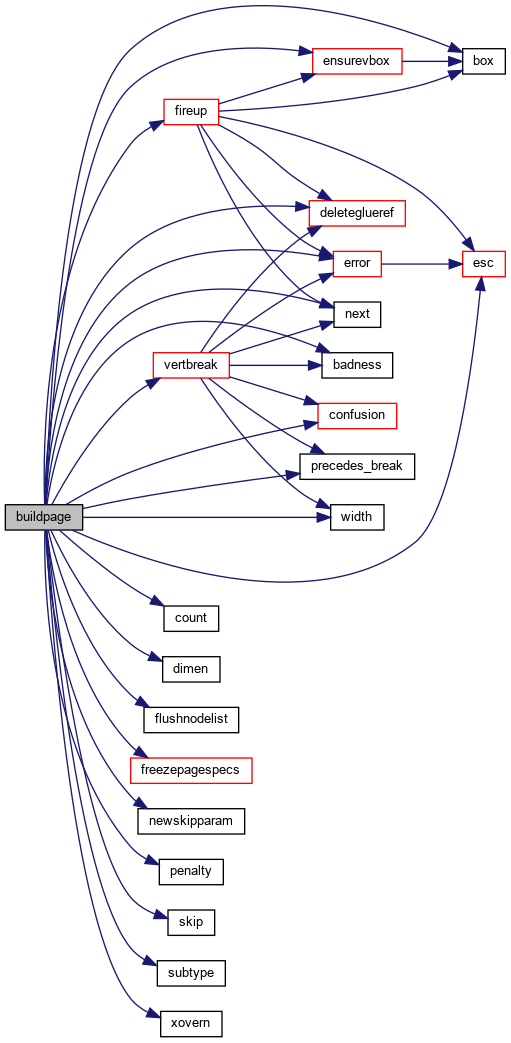 ensurevbox
box
fireup
deleteglueref
error
esc
next
vertbreak
badness
confusion
precedes_break
buildpage
width
count
dimen
flushnodelist
freezepagespecs
newskipparam
penalty
skip
subtype
xovern